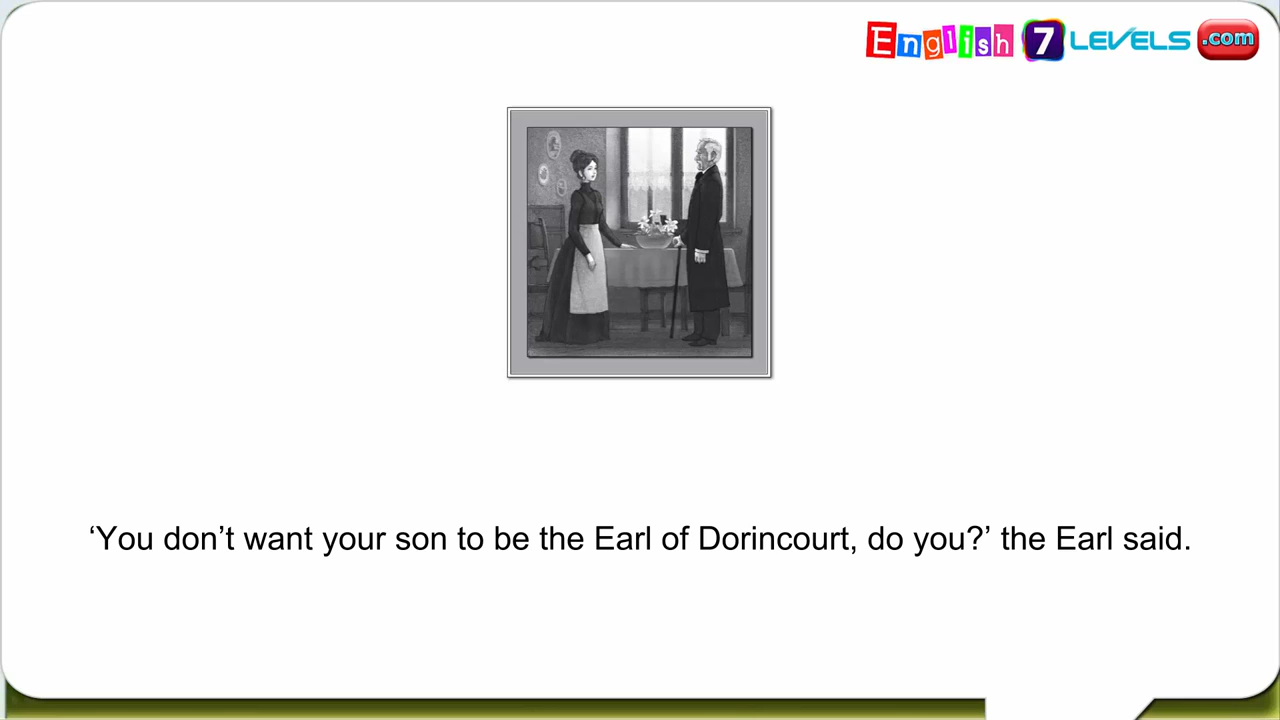 English 7 LEVELS .com
‘You don’t want your son to be the Earl of Dorincourt, do you?’ the Earl said.